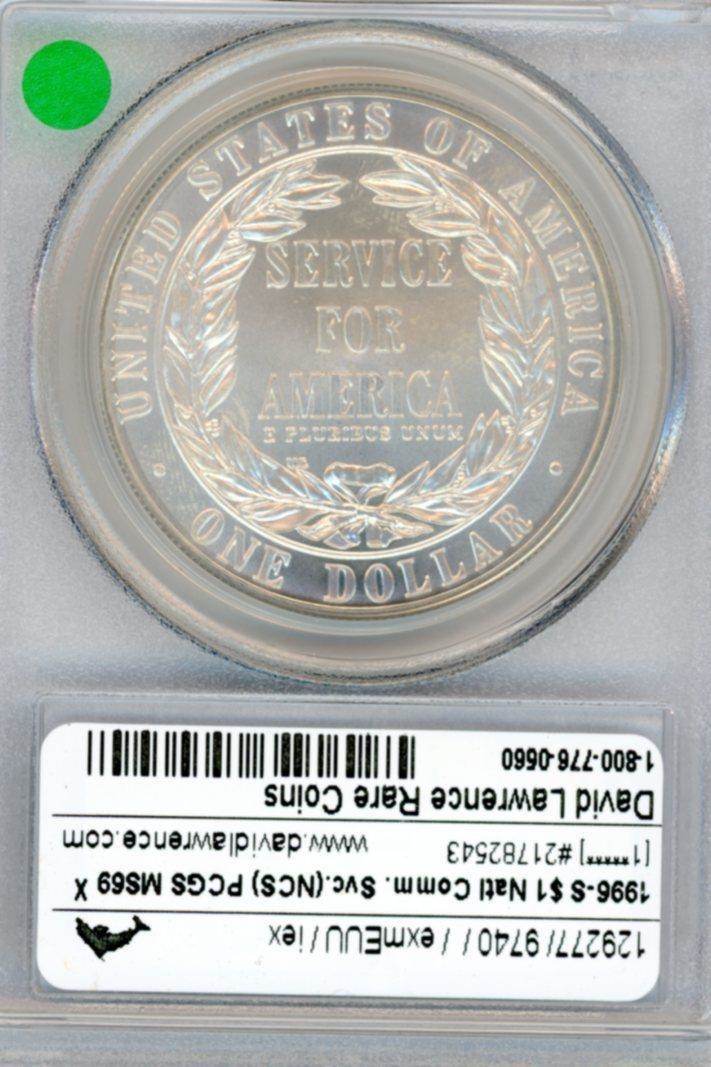 UNITED STATES OF AMERICA
SERVICE
FOR
AMERICA
E PLURIBUS UNUM
ONE DOLLAR
129277/9740/ / exmEUU/iex
1996-S $1 Natl Comm. Svc.(NCS) PCGS MS69 X
[1*****] #21782543
www.davidlawrence.com
David Lawrence Rare Coins
1-800-776-0560